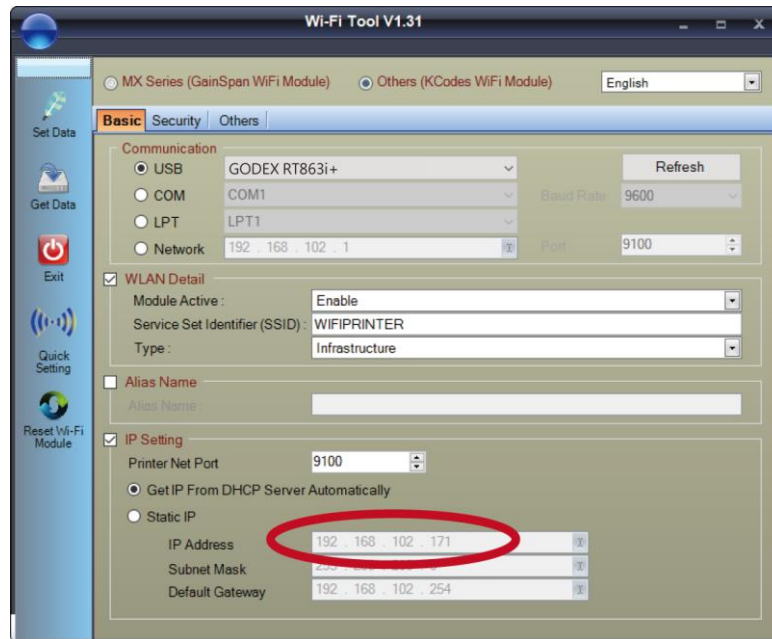 Wi-Fi Tool V1.31
MX Series (GainSpan WiFi Module) Others (KCodes WiFi Module) English
Basic Security Others
Set Data
Get Data
Exit
Quick
Setting
Reset Wi-Fi
Module
Communication
USB GODEX RT863i+ Refresh
COM COM1 Baud Rate 9600
LPT LPT1
Network 192 . 168 . 102 . 1 Port 9100
WLAN Detail
Module Active : Enable
Service Set Identifier (SSID) : WIFIPRINTER
Type : Infrastructure
Alias Name
Alias Name :
IP Setting
Printer Net Port 9100
Get IP From DHCP Server Automatically
Static IP
IP Address 192 . 168 . 102 . 171
Subnet Mask
Default Gateway 192 . 168 . 102 . 254